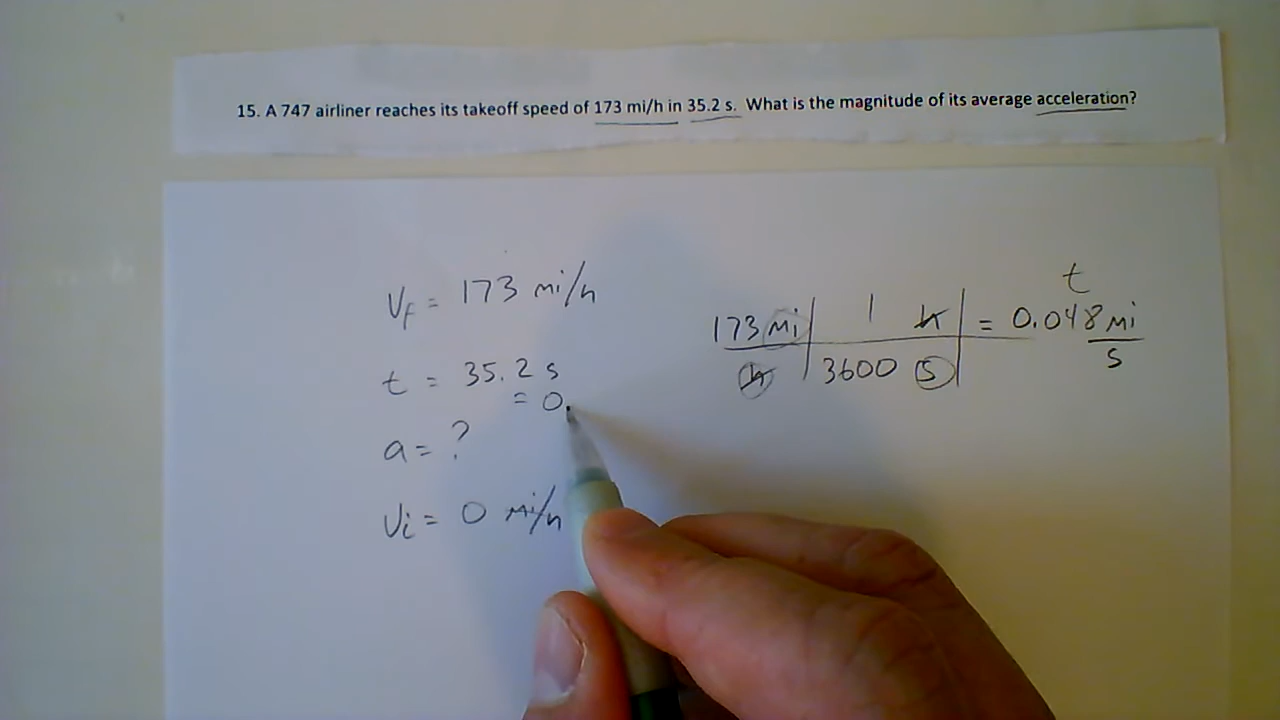 15. A 747 airliner reaches its takeoff speed of 173 mi/h in 35.2 s. What is the magnitude of its average acceleration?
Vf = 173 mi/h
t = 35.2 s
= 0.
a = ?
Vi = 0 mi/h
t
173 mi | 1 h | = 0.048 mi
h | 3600 s | s